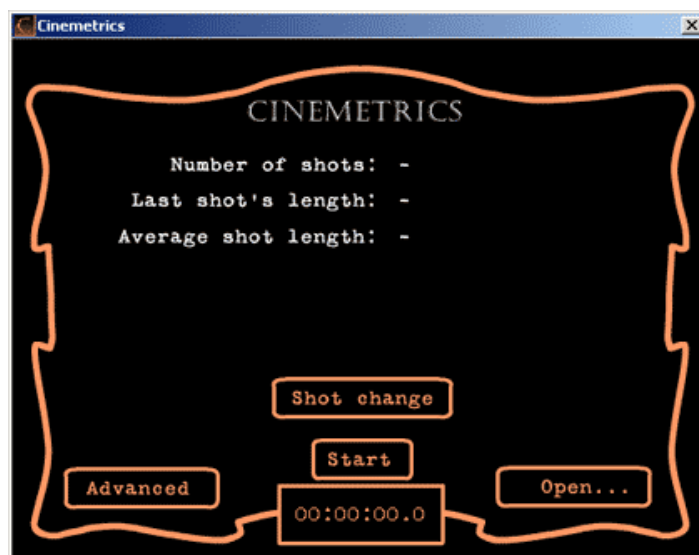 Cinemetrics
CINEMETRICS
Number of shots: -
Last shot's length: -
Average shot length: -
Shot change
Start
Advanced
Open...
00:00:00.0